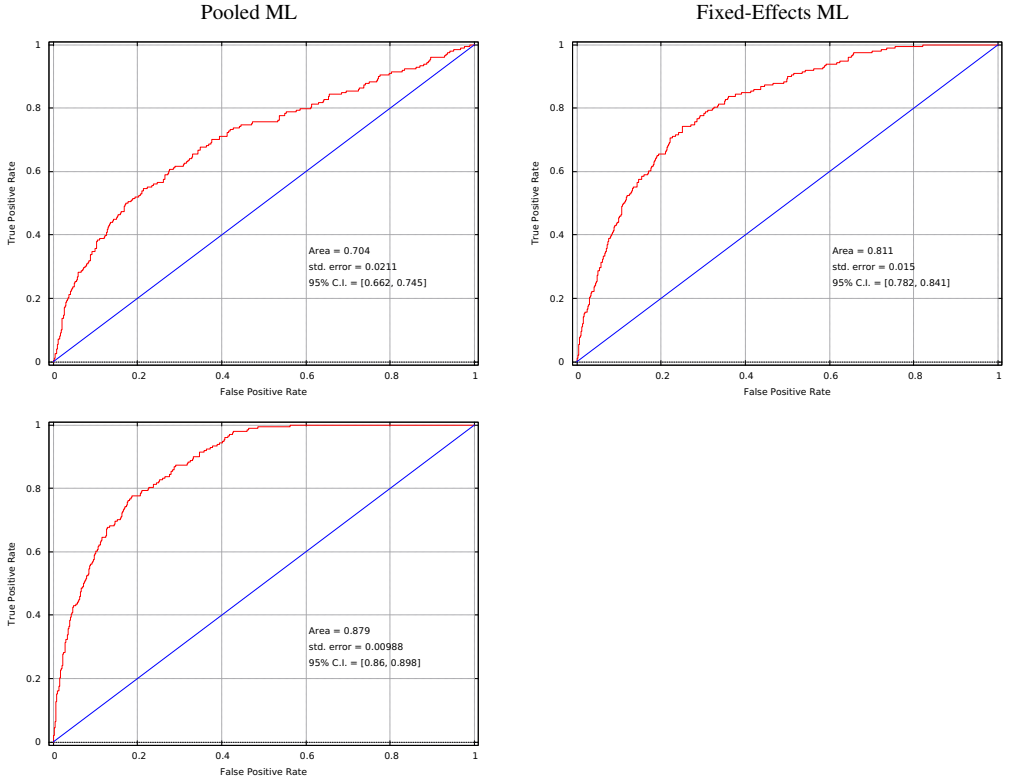 Pooled ML
1
0.8
0.6
0.4
0.2
0
True Positive Rate
Area = 0.704
std. error = 0.0211
95% C.I. = [0.662, 0.745]
0
0.2
0.4
0.6
0.8
1
False Positive Rate
Fixed-Effects ML
1
0.8
0.6
0.4
0.2
0
True Positive Rate
Area = 0.811
std. error = 0.015
95% C.I. = [0.782, 0.841]
0
0.2
0.4
0.6
0.8
1
False Positive Rate
1
0.8
0.6
0.4
0.2
0
True Positive Rate
Area = 0.879
std. error = 0.00988
95% C.I. = [0.86, 0.898]
0
0.2
0.4
0.6
0.8
1
False Positive Rate